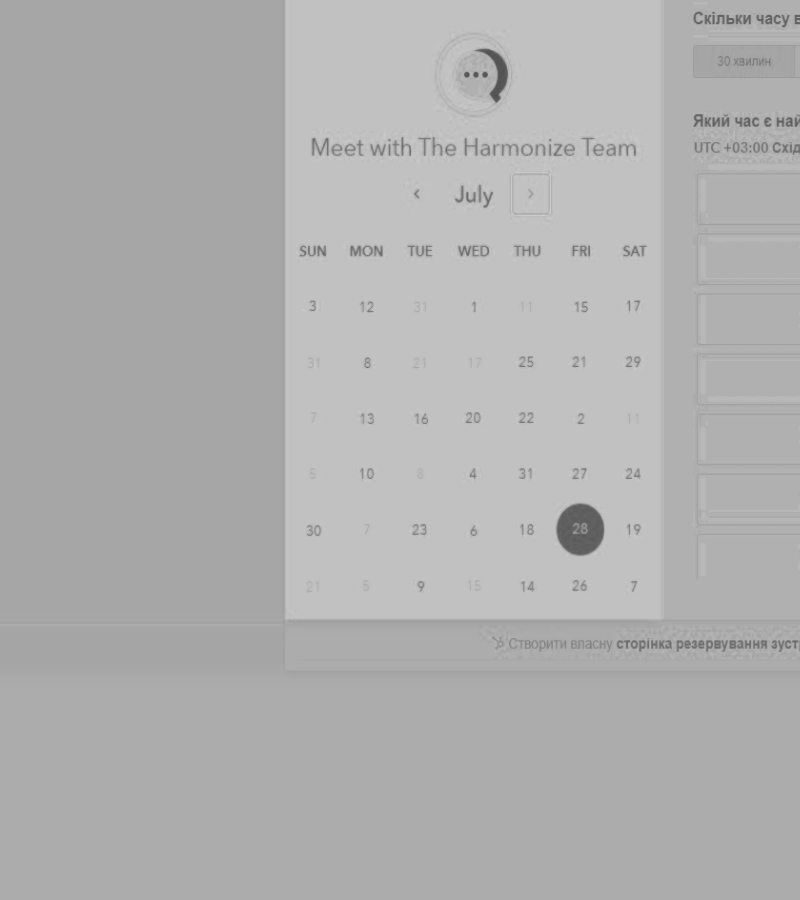 Скільки часу в
30 хвилин
Meet with The Harmonize Team
Який час є най
UTC +03:00 Схід
July
SUN MON TUE WED THU FRI SAT
3 12 31 1 11 15 17
31 8 21 17 25 21 29
7 13 16 20 22 2 11
5 10 8 4 31 27 24
30 7 23 6 18 28 19
21 5 9 15 14 26 7
Створити власну сторінка резервування зустр